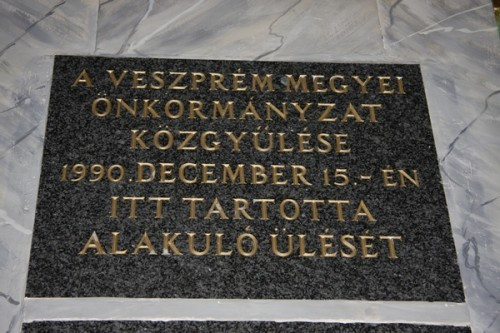 A VESZPRÉM MEGYEI
ÖNKORMÁNYZAT
KÖZGYŰLÉSE
1990. DECEMBER 15.-ÉN
ITT TARTOTTA
ALAKULÓ ÜLÉSÉT